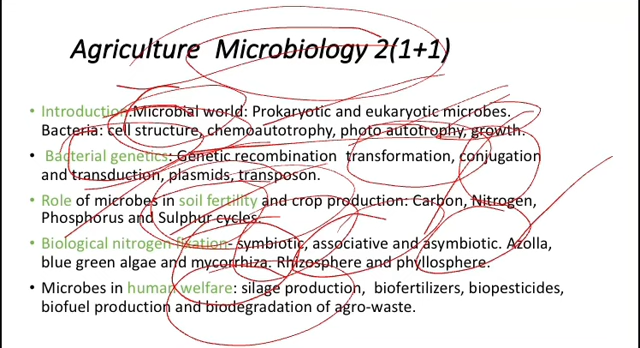 Agriculture Microbiology 2(1+1)
• Introduction:Microbial world: Prokaryotic and eukaryotic microbes.
Bacteria: cell structure, chemoautotrophy, photo autotrophy, growth.
• Bacterial genetics: Genetic recombination transformation, conjugation
and transduction, plasmids, transposon.
• Role of microbes in soil fertility and crop production: Carbon, Nitrogen,
Phosphorus and Sulphur cycles.
• Biological nitrogen fixation- symbiotic, associative and asymbiotic. Azolla,
blue green algae and mycorrhiza. Rhizosphere and phyllosphere.
• Microbes in human welfare: silage production, biofertilizers, biopesticides,
biofuel production and biodegradation of agro-waste.